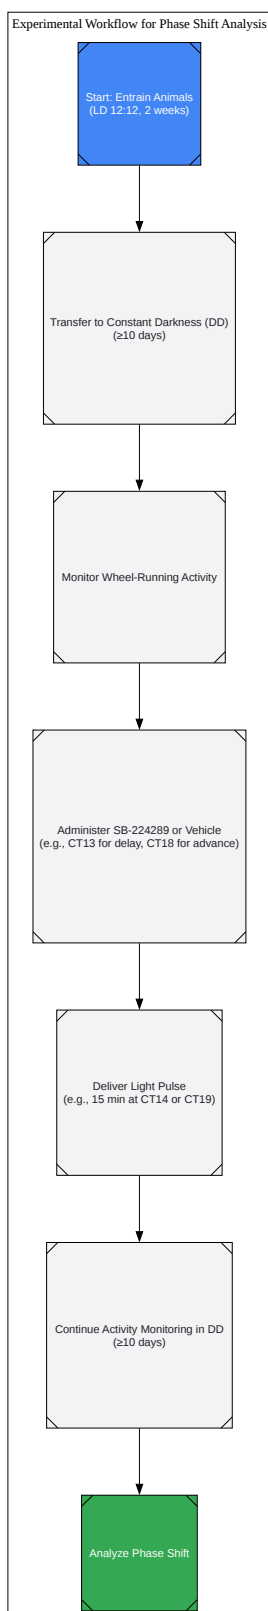 Experimental Workflow for Phase Shift Analysis
Start: Entrain Animals
(LD 12:12, 2 weeks)
Transfer to Constant Darkness (DD)
(≥10 days)
Monitor Wheel-Running Activity
Administer SB-224289 or Vehicle
(e.g., CT13 for delay, CT18 for advance)
Deliver Light Pulse
(e.g., 15 min at CT14 or CT19)
Continue Activity Monitoring in DD
(≥10 days)
Analyze Phase Shift